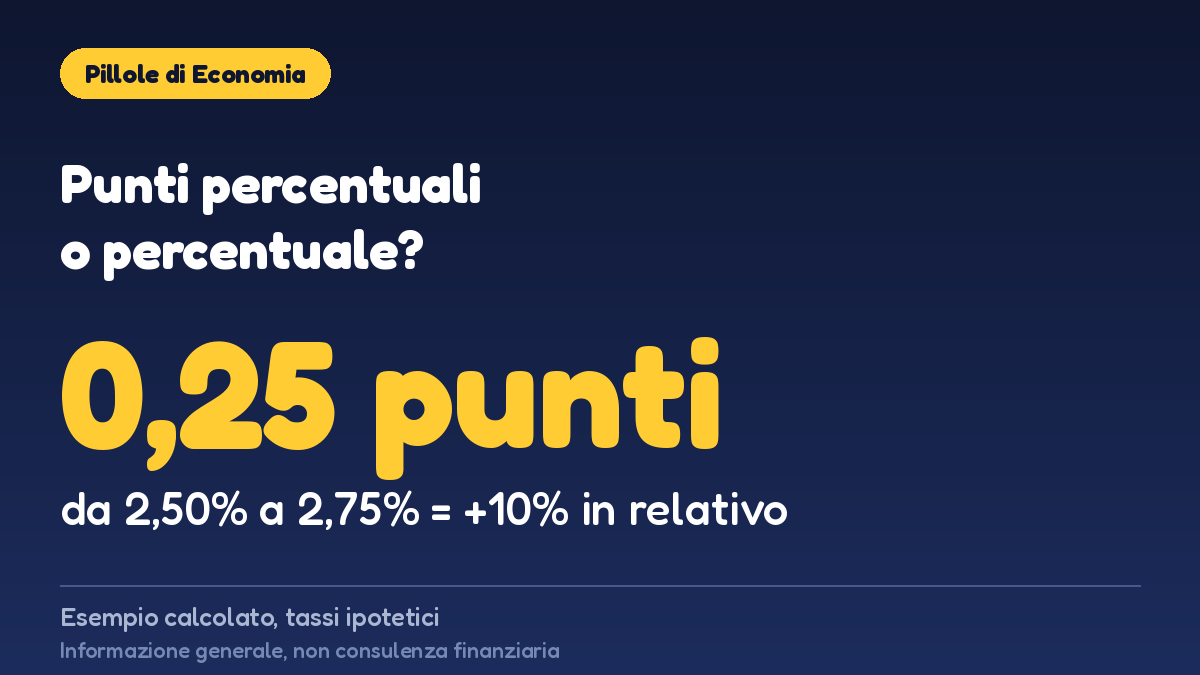 Pillole di Economia
Punti percentuali
o percentuale?
0,25 punti
da 2,50% a 2,75% = +10% in relativo
Esempio calcolato, tassi ipotetici
Informazione generale, non consulenza finanziaria